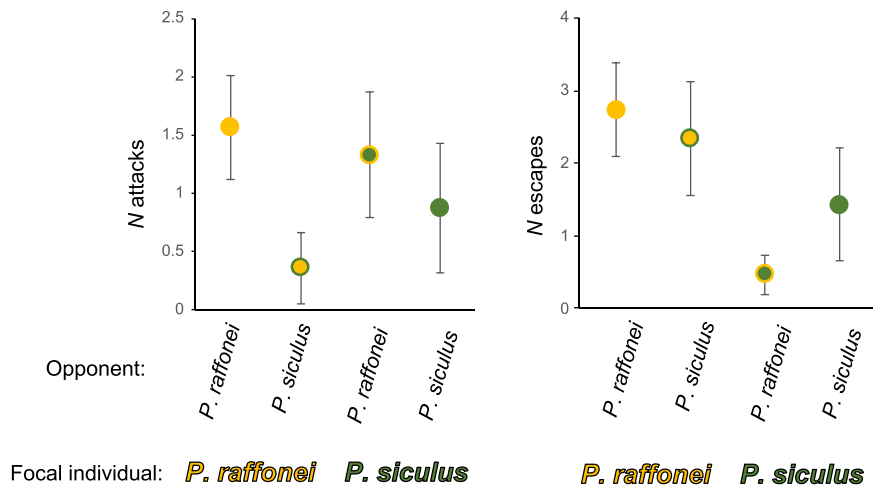 2.5
2
1.5
1
0.5
0
N attacks
4
3
2
1
0
N escapes
Opponent:
P. raffonei
P. siculus
P. raffonei
P. siculus
P. raffonei
P. siculus
P. raffonei
P. siculus
Focal individual: P. raffonei P. siculus P. raffonei P. siculus